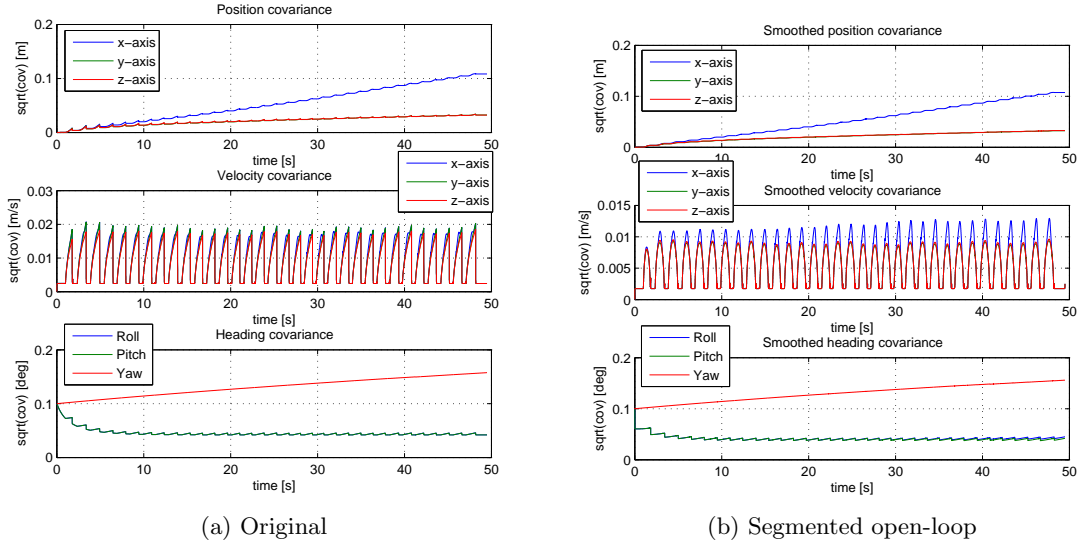 Position covariance
0.2
0.1
0
sqrt(cov) [m]
x−axis
y−axis
z−axis
0 10 20 30 40 50
time [s]
Velocity covariance
x−axis
y−axis
z−axis
0.03
0.02
0.01
0
sqrt(cov) [m/s]
0 10 20 30 40 50
time [s]
Heading covariance
Roll
Pitch
Yaw
0.2
0.1
0
sqrt(cov) [deg]
0 10 20 30 40 50
time [s]
(a) Original
Smoothed position covariance
0.2
0.1
0
sqrt(cov) [m]
x−axis
y−axis
z−axis
0 10 20 30 40 50
time [s]
Smoothed velocity covariance
x−axis
y−axis
z−axis
0.015
0.01
0.005
0
sqrt(cov) [m/s]
0 10 20 30 40 50
time [s]
Smoothed heading covariance
Roll
Pitch
Yaw
0.2
0.1
0
sqrt(cov) [deg]
0 10 20 30 40 50
time [s]
(b) Segmented open-loop